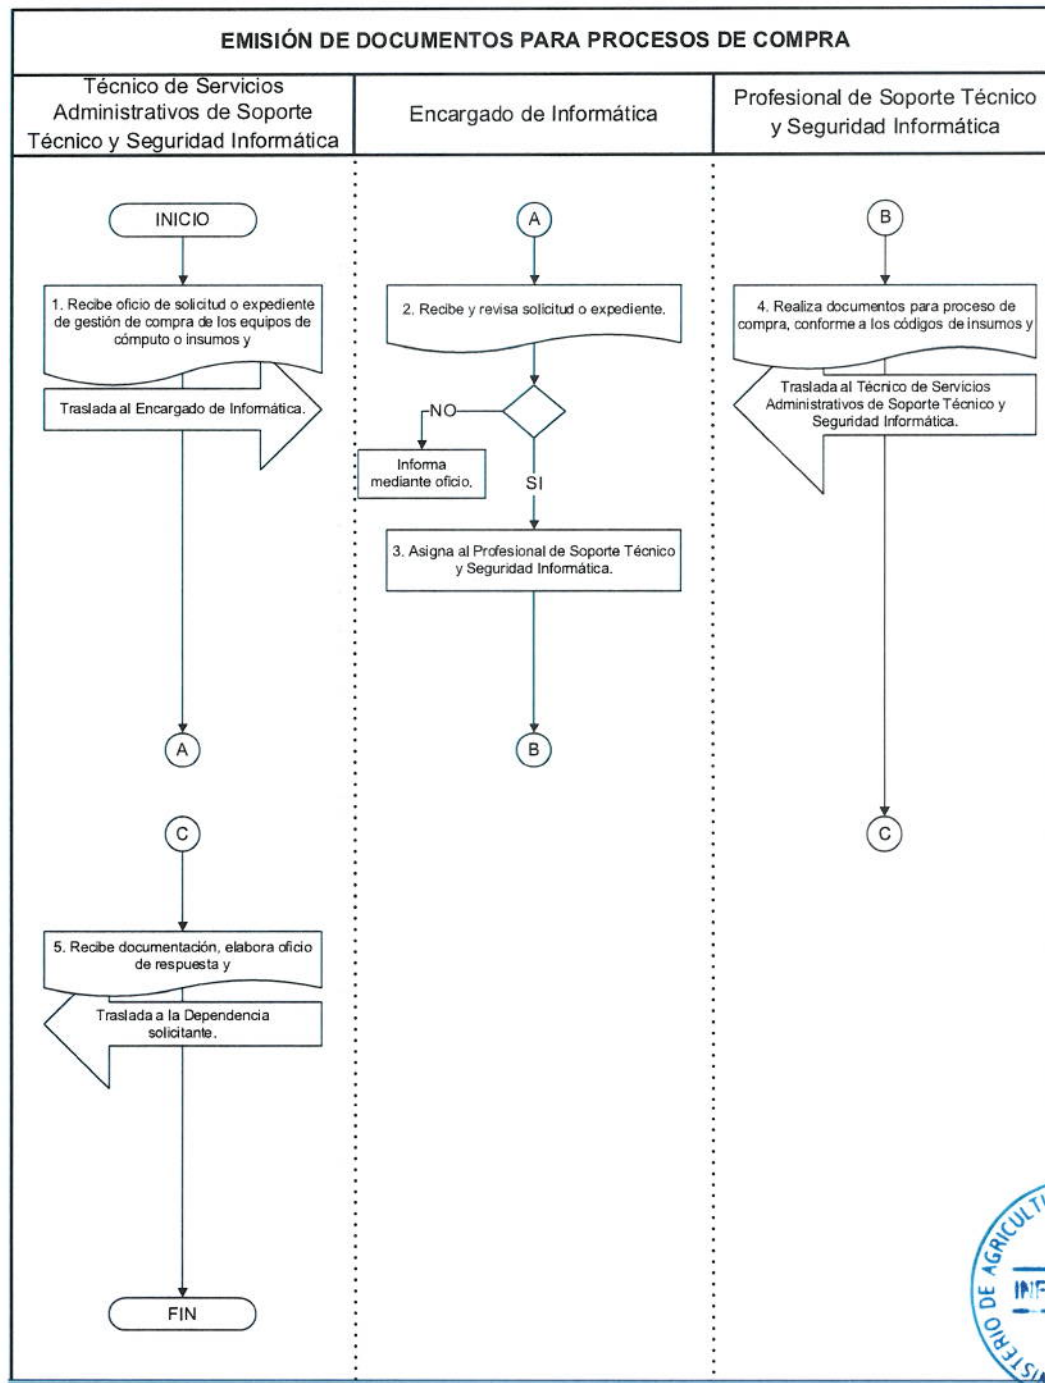 EMISIÓN DE DOCUMENTOS PARA PROCESOS DE COMPRA
Técnico de Servicios
Administrativos de Soporte
Técnico y Seguridad Informática
Encargado de Informática
Profesional de Soporte Técnico
y Seguridad Informática
INICIO
1. Recibe oficio de solicitud o expediente
de gestión de compra de los equipos de
cómputo o insumos y
Traslada al Encargado de Informática.
A
C
5. Recibe documentación, elabora oficio
de respuesta y
Traslada a la Dependencia
solicitante.
FIN
A
2. Recibe y revisa solicitud o expediente.
NO
Informa
mediante oficio.
SI
3. Asigna al Profesional de Soporte Técnico
y Seguridad Informática.
B
B
4. Realiza documentos para proceso de
compra, conforme a los códigos de insumos y
Traslada al Técnico de Servicios
Administrativos de Soporte Técnico y
Seguridad Informática.
C
DE